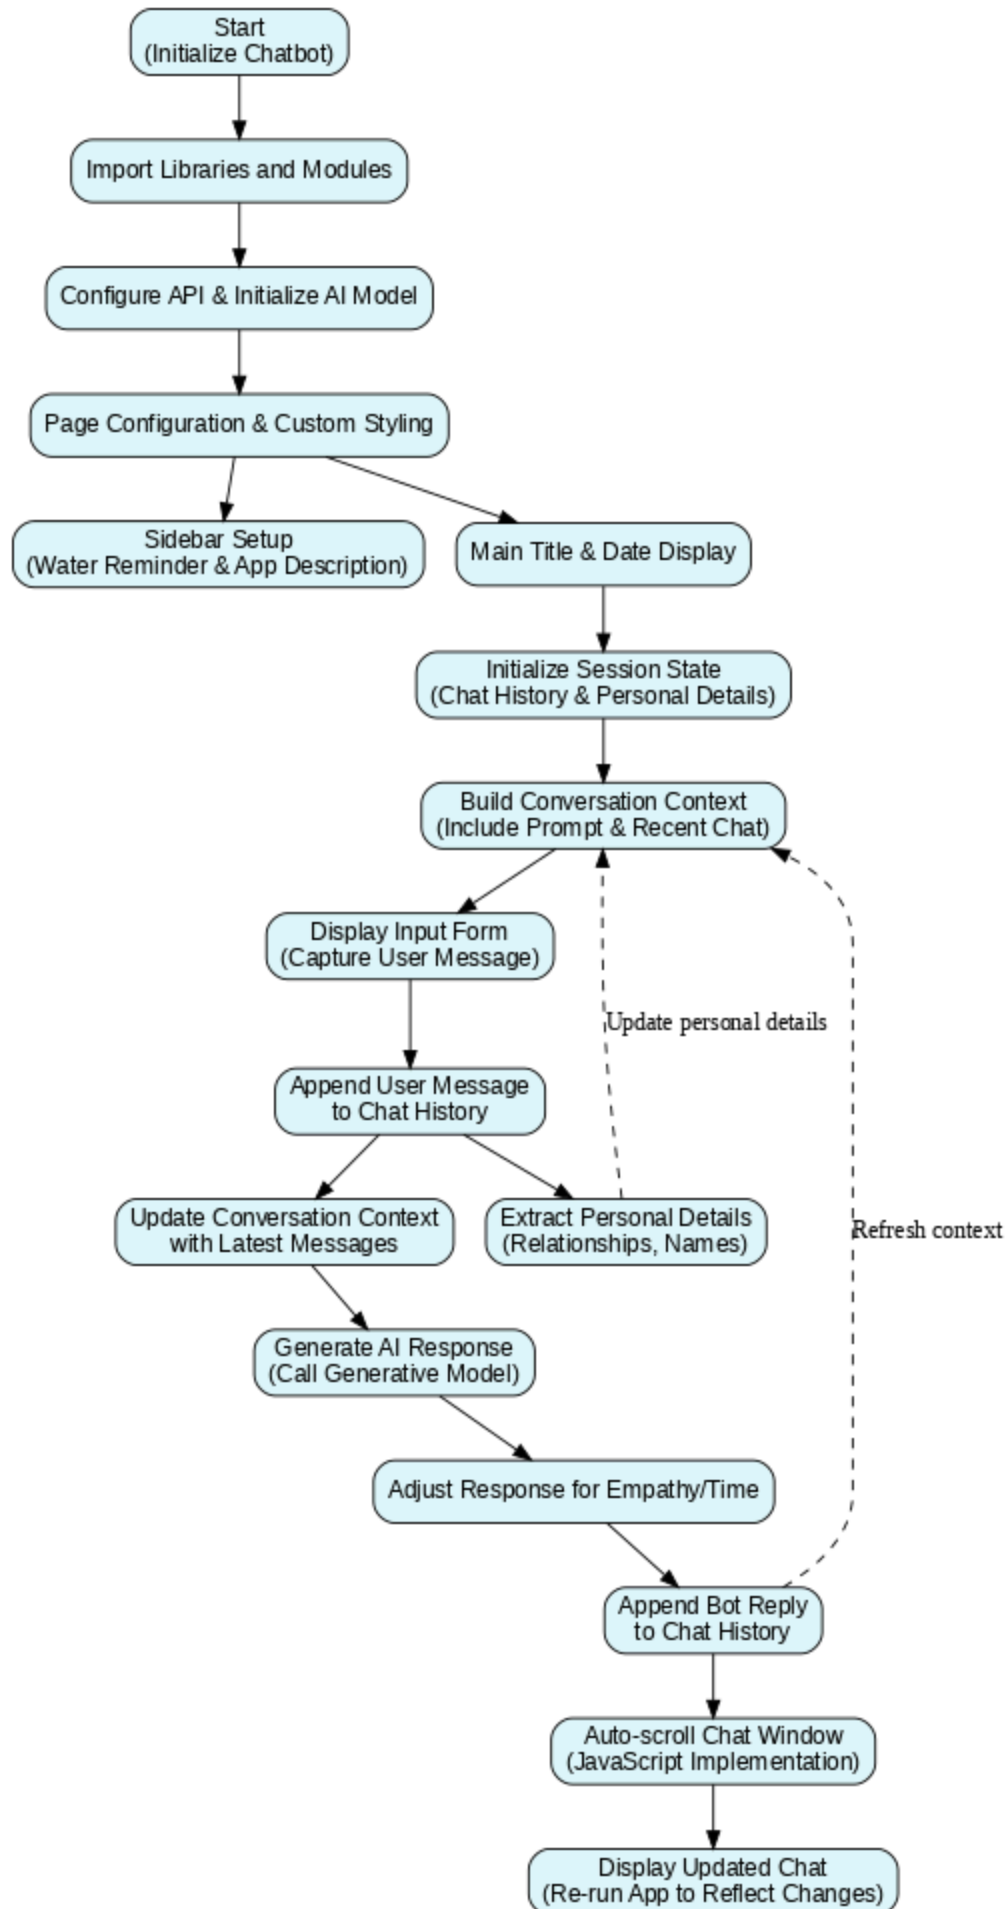 Start
(Initialize Chatbot)
Import Libraries and Modules
Configure API & Initialize AI Model
Page Configuration & Custom Styling
Sidebar Setup
(Water Reminder & App Description)
Main Title & Date Display
Initialize Session State
(Chat History & Personal Details)
Build Conversation Context
(Include Prompt & Recent Chat)
Display Input Form
(Capture User Message)
Update personal details
Append User Message
to Chat History
Update Conversation Context
with Latest Messages
Extract Personal Details
(Relationships, Names)
Refresh context
Generate AI Response
(Call Generative Model)
Adjust Response for Empathy/Time
Append Bot Reply
to Chat History
Auto-scroll Chat Window
(JavaScript Implementation)
Display Updated Chat
(Re-run App to Reflect Changes)